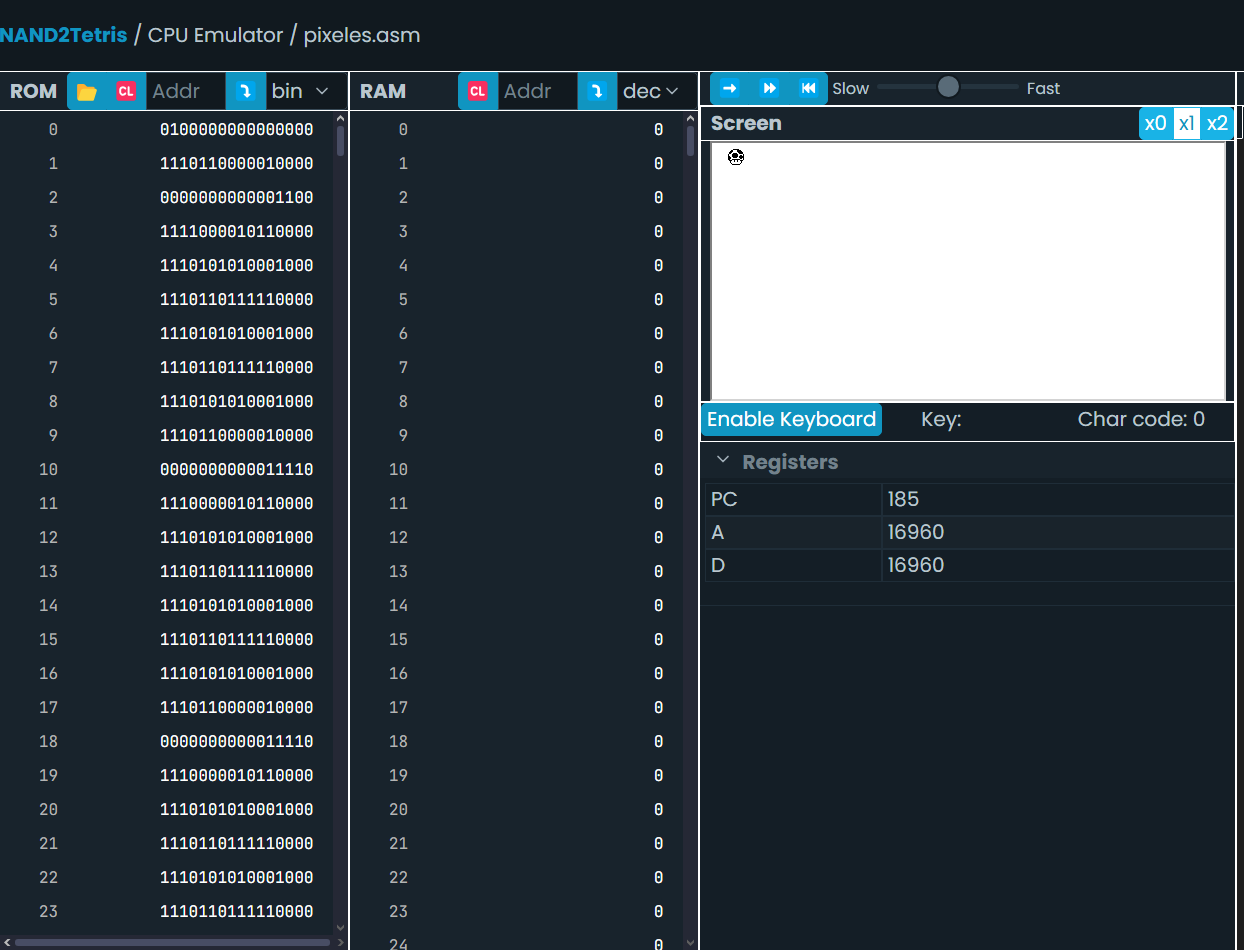 NAND2Tetris / CPU Emulator / pixeles.asm
ROM CL Addr bin RAM CL Addr dec Slow Fast
Screen x0 x1 x2
0 0100000000000000 0 0
1 1110110000010000 1 0
2 0000000000001100 2 0
3 1111000010110000 3 0
4 1110101010001000 4 0
5 1110110111110000 5 0
6 1110101010001000 6 0
7 1110110111110000 7 0
8 1110101010001000 8 0
9 1110110000010000 9 0
10 0000000000011110 10 0
11 1110000010110000 11 0
12 1110101010001000 12 0
13 1110110111110000 13 0
14 1110101010001000 14 0
15 1110110111110000 15 0
16 1110101010001000 16 0
17 1110110000010000 17 0
18 0000000000011110 18 0
19 1110000010110000 19 0
20 1110101010001000 20 0
21 1110110111110000 21 0
22 1110101010001000 22 0
23 1110110111110000 23 0
24 0
Enable Keyboard Key: Char code: 0
Registers
PC 185
A 16960
D 16960